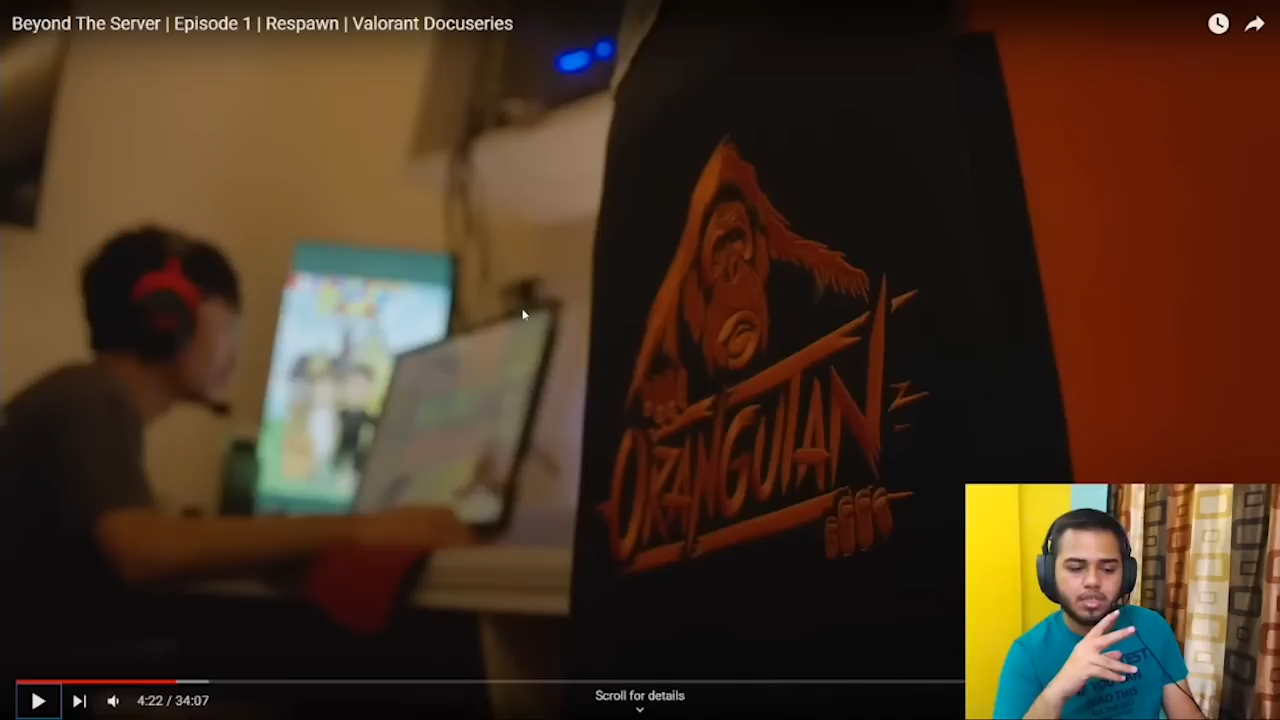 Beyond The Server | Episode 1 | Respawn | Valorant Docuseries
ORANGUTAN
4:22 / 34:07
Scroll for details